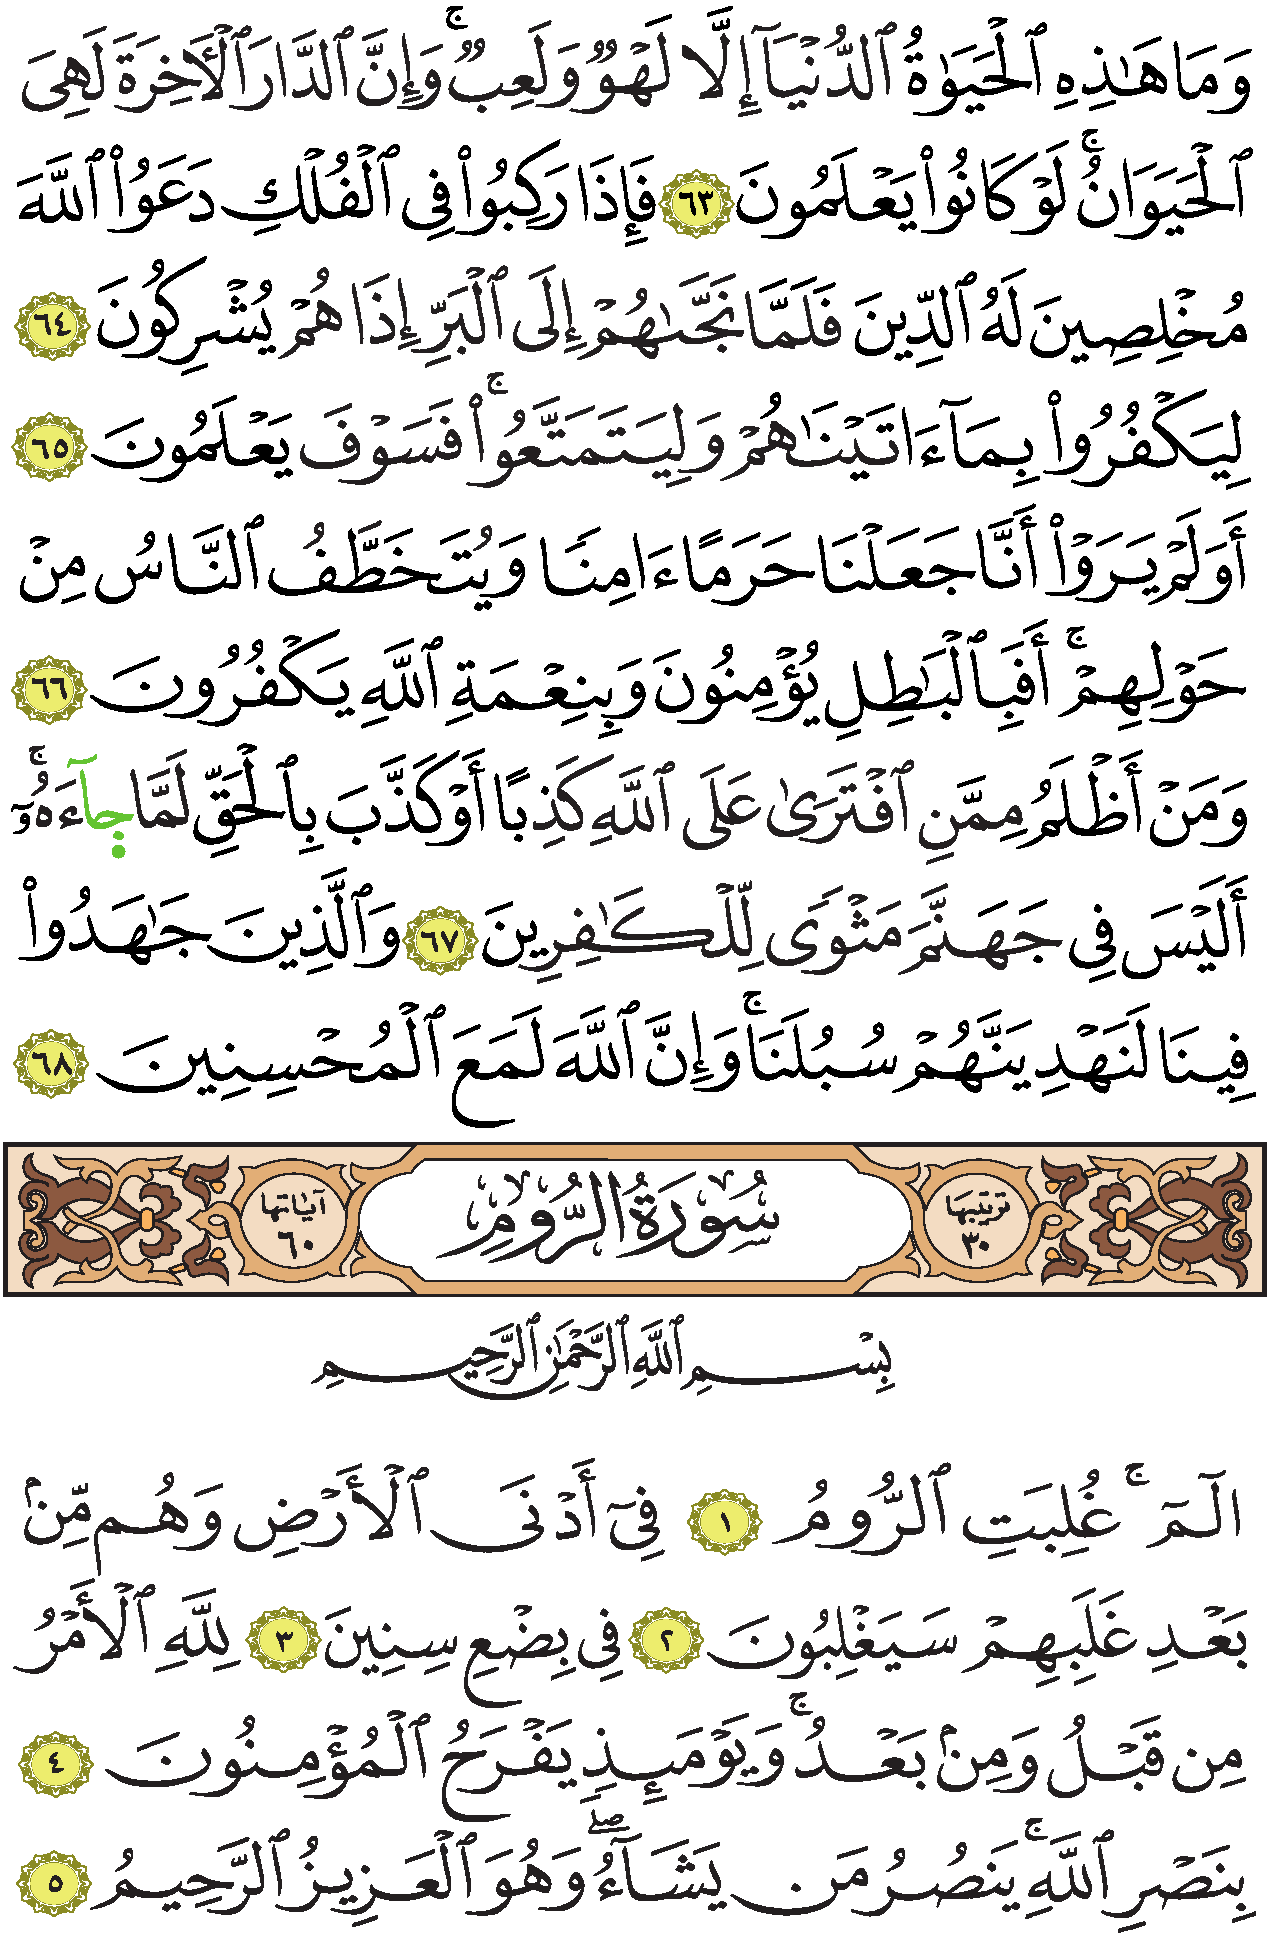 وَمَا هَٰذِهِ ٱلْحَيَوٰةُ ٱلدُّنْيَآ إِلَّا لَهْوٌ وَلَعِبٌ ۚ وَإِنَّ ٱلدَّارَ ٱلْأَخِرَةَ لَهِىَ
ٱلْحَيَوَانُ ۚ لَوْ كَانُوا۟ يَعْلَمُونَ ٦٣ فَإِذَا رَكِبُوا۟ فِى ٱلْفُلْكِ دَعَوُا۟ ٱللَّهَ
مُخْلِصِينَ لَهُ ٱلدِّينَ فَلَمَّا نَجَّىٰهُمْ إِلَى ٱلْبَرِّ إِذَا هُمْ يُشْرِكُونَ ٦٤
لِيَكْفُرُوا۟ بِمَآ ءَاتَيْنَٰهُمْ وَلِيَتَمَتَّعُوا۟ ۚ فَسَوْفَ يَعْلَمُونَ ٦٥
أَوَلَمْ يَرَوْا۟ أَنَّا جَعَلْنَا حَرَمًا ءَامِنًا وَيُتَخَطَّفُ ٱلنَّاسُ مِنْ
حَوْلِهِمْ ۚ أَفَبِٱلْبَٰطِلِ يُؤْمِنُونَ وَبِنِعْمَةِ ٱللَّهِ يَكْفُرُونَ ٦٦
وَمَنْ أَظْلَمُ مِمَّنِ ٱفْتَرَىٰ عَلَى ٱللَّهِ كَذِبًا أَوْ كَذَّبَ بِٱلْحَقِّ لَمَّا جَآءَهُۥٓ ۚ
أَلَيْسَ فِى جَهَنَّمَ مَثْوًى لِّلْكَٰفِرِينَ ٦٧ وَٱلَّذِينَ جَٰهَدُوا۟
فِينَا لَنَهْدِيَنَّهُمْ سُبُلَنَا ۚ وَإِنَّ ٱللَّهَ لَمَعَ ٱلْمُحْسِنِينَ ٦٨
ترتيبها ٣٠ سُورَةُ الرُّومِ آياتها ٦٠
بِسْمِ ٱللَّهِ ٱلرَّحْمَٰنِ ٱلرَّحِيمِ
الٓمٓ ۚ غُلِبَتِ ٱلرُّومُ ١ فِىٓ أَدْنَى ٱلْأَرْضِ وَهُم مِّنۢ
بَعْدِ غَلَبِهِمْ سَيَغْلِبُونَ ٢ فِى بِضْعِ سِنِينَ ٣ لِلَّهِ ٱلْأَمْرُ
مِن قَبْلُ وَمِنۢ بَعْدُ ۚ وَيَوْمَئِذٍ يَفْرَحُ ٱلْمُؤْمِنُونَ ٤
بِنَصْرِ ٱللَّهِ ۚ يَنصُرُ مَن يَشَآءُ ۖ وَهُوَ ٱلْعَزِيزُ ٱلرَّحِيمُ ٥